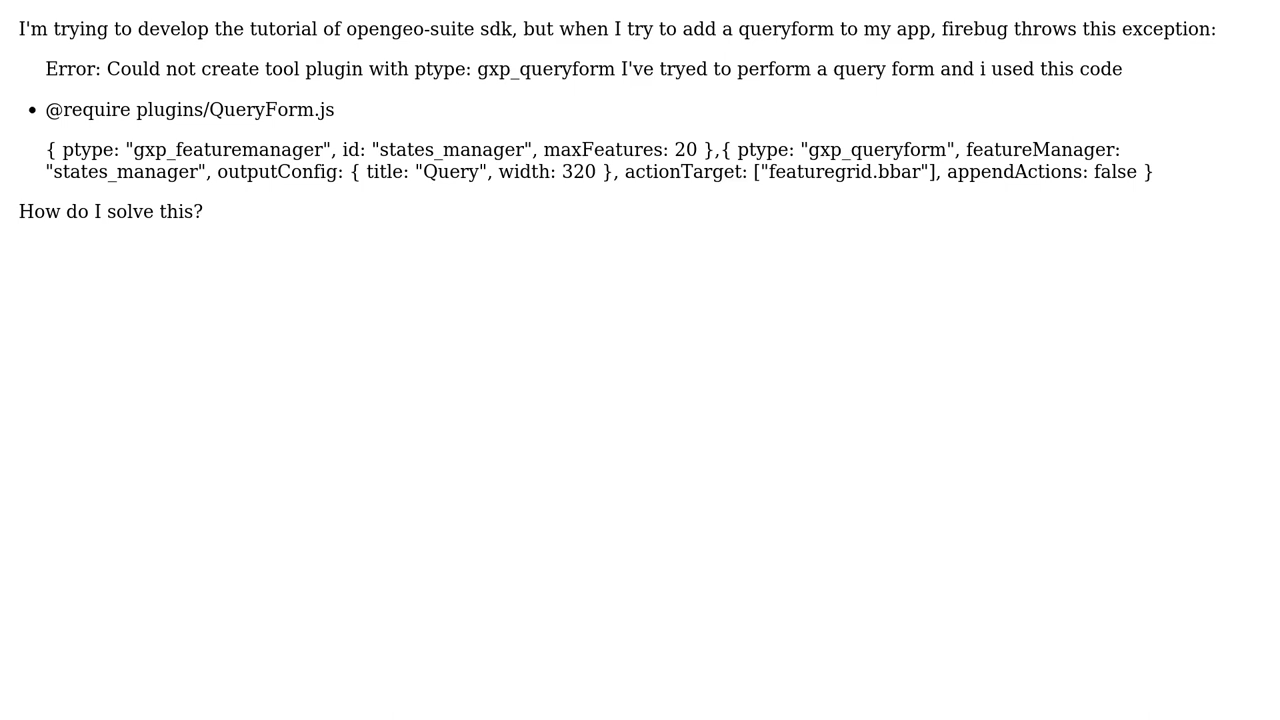 I'm trying to develop the tutorial of opengeo-suite sdk, but when I try to add a queryform to my app, firebug throws this exception:
Error: Could not create tool plugin with ptype: gxp_queryform I've tryed to perform a query form and i used this code
• @require plugins/QueryForm.js
{ ptype: "gxp_featuremanager", id: "states_manager", maxFeatures: 20 },{ ptype: "gxp_queryform", featureManager:
"states_manager", outputConfig: { title: "Query", width: 320 }, actionTarget: ["featuregrid.bbar"], appendActions: false }
How do I solve this?